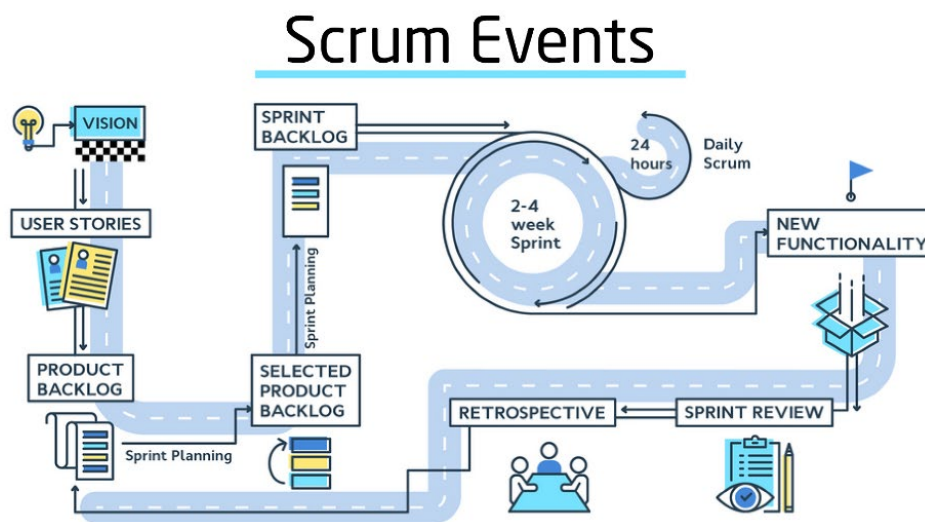 Scrum Events
VISION
USER STORIES
PRODUCT
BACKLOG
Sprint Planning
SELECTED
PRODUCT
BACKLOG
Sprint Planning
SPRINT
BACKLOG
2-4
week
Sprint
24
hours
Daily
Scrum
NEW
FUNCTIONALITY
SPRINT REVIEW
RETROSPECTIVE